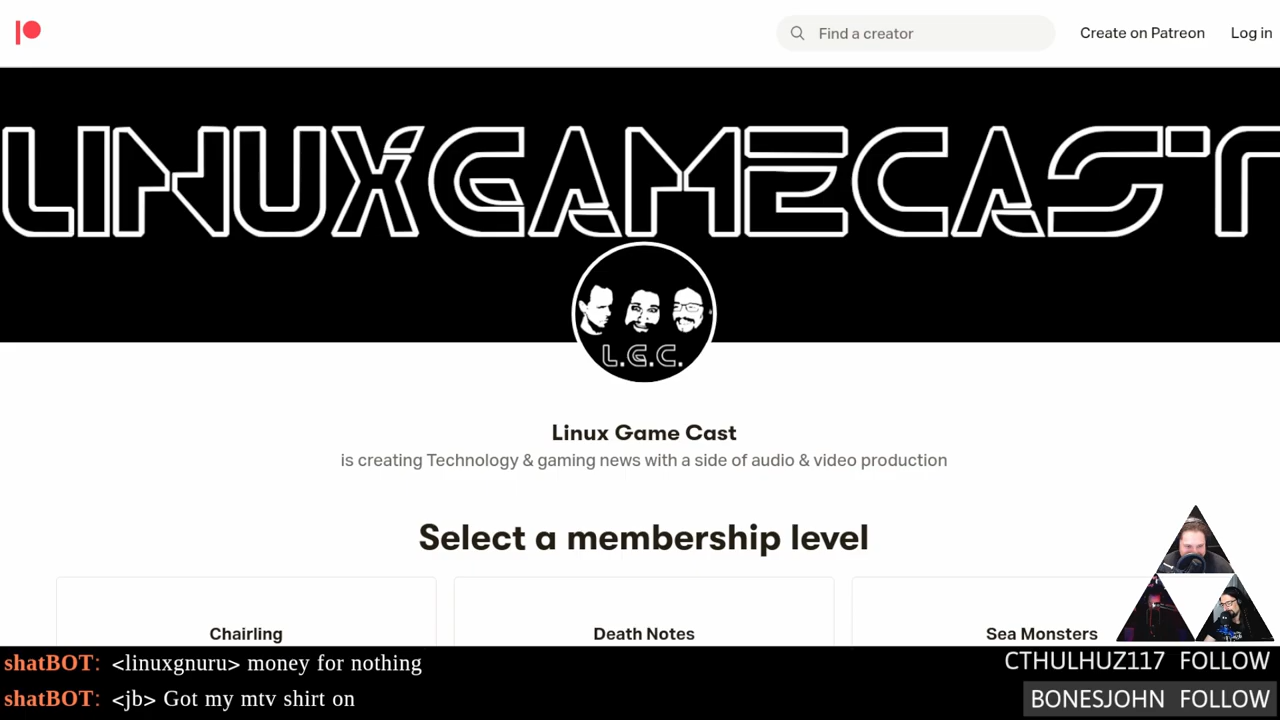 Find a creator
Create on Patreon
Log in
LINUXGAMECAST
L.G.C.
Linux Game Cast
is creating Technology & gaming news with a side of audio & video production
Select a membership level
Chairling
Death Notes
Sea Monsters
shatBOT: <linuxgnuru> money for nothing
shatBOT: <jb> Got my mtv shirt on
CTHULHUZ117 FOLLOW
BONESJOHN FOLLOW